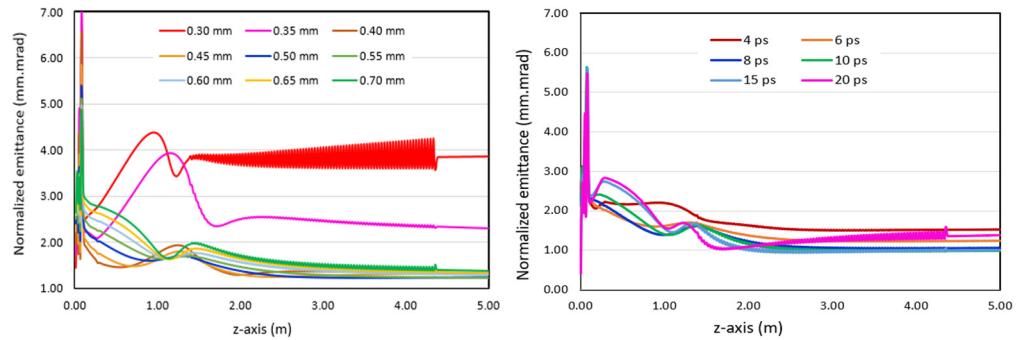 7.00
6.00
5.00
4.00
3.00
2.00
1.00
Normalized emittance (mm.mrad)
0.30 mm 0.35 mm 0.40 mm
0.45 mm 0.50 mm 0.55 mm
0.60 mm 0.65 mm 0.70 mm
0.00 1.00 2.00 3.00 4.00 5.00
z-axis (m)
7.00
6.00
5.00
4.00
3.00
2.00
1.00
0.00
Normalized emittance (mm.mrad)
4 ps 6 ps
8 ps 10 ps
15 ps 20 ps
0.00 1.00 2.00 3.00 4.00 5.00
z-axis (m)